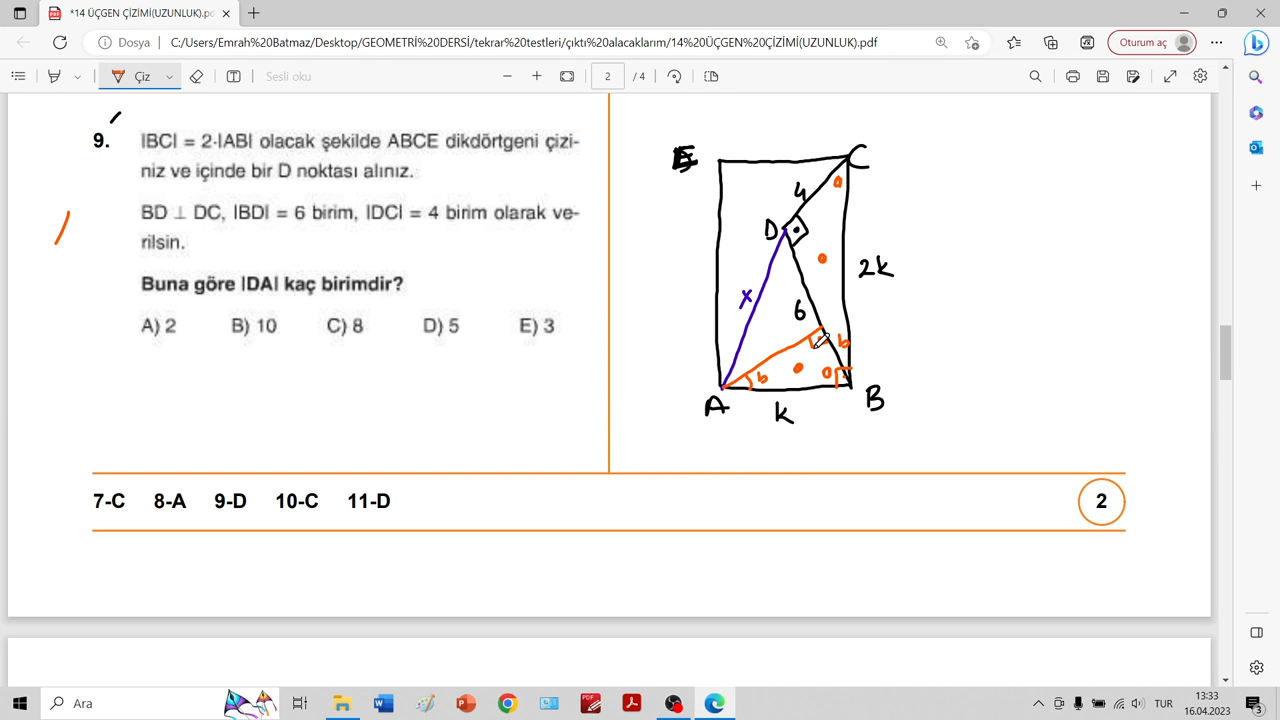 *14 ÜÇGEN ÇİZİMİ(UZUNLUK).pd
Dosya C:/Users/Emrah%20Batmaz/Desktop/GEOMETRİ%20DERSİ/tekrar%20testleri/çıktı%20alacaklarım/14%20ÜÇGEN%20ÇİZİMİ(UZUNLUK).pdf
Oturum aç
Çiz
Sesli oku
2 / 4
9. |BC| = 2·|AB| olacak şekilde ABCE dikdörtgeni çizi-
niz ve içinde bir D noktası alınız.
BD ⊥ DC, |BD| = 6 birim, |DC| = 4 birim olarak ve-
rilsin.
Buna göre |DA| kaç birimdir?
A) 2 B) 10 C) 8 D) 5 E) 3
E C
4
D
2k
x
6
b
b
A B
k
7-C 8-A 9-D 10-C 11-D
2
Ara
13:33
TUR
16.04.2023
3